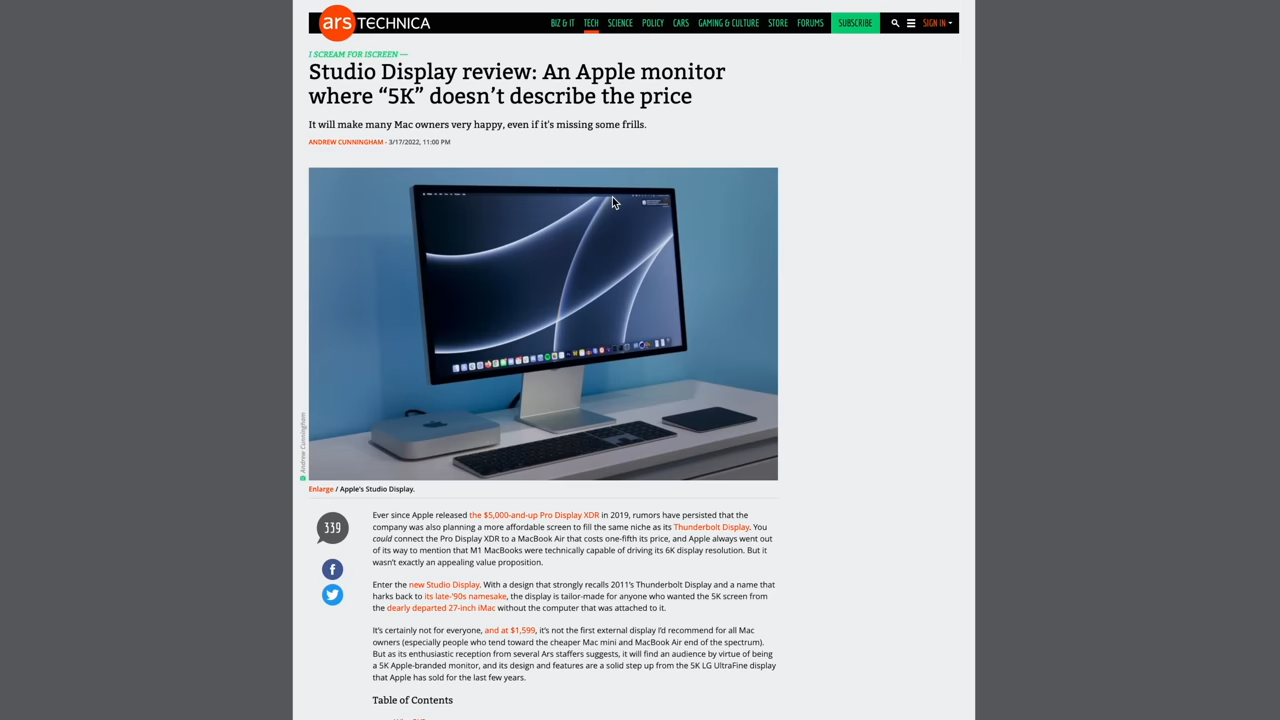 ars TECHNICA
BIZ & IT TECH SCIENCE POLICY CARS GAMING & CULTURE STORE FORUMS SUBSCRIBE SIGN IN
I SCREAM FOR ISCREEN —
Studio Display review: An Apple monitor
where “5K” doesn’t describe the price
It will make many Mac owners very happy, even if it's missing some frills.
ANDREW CUNNINGHAM - 3/17/2022, 11:00 PM
Andrew Cunningham
Enlarge / Apple's Studio Display.
339
Ever since Apple released the $5,000-and-up Pro Display XDR in 2019, rumors have persisted that the
company was also planning a more affordable screen to fill the same niche as its Thunderbolt Display. You
could connect the Pro Display XDR to a MacBook Air that costs one-fifth its price, and Apple always went out
of its way to mention that M1 MacBooks were technically capable of driving its 6K display resolution. But it
wasn't exactly an appealing value proposition.
Enter the new Studio Display. With a design that strongly recalls 2011's Thunderbolt Display and a name that
harks back to its late-'90s namesake, the display is tailor-made for anyone who wanted the 5K screen from
the dearly departed 27-inch iMac without the computer that was attached to it.
It's certainly not for everyone, and at $1,599, it's not the first external display I'd recommend for all Mac
owners (especially people who tend toward the cheaper Mac mini and MacBook Air end of the spectrum).
But as its enthusiastic reception from several Ars staffers suggests, it will find an audience by virtue of being
a 5K Apple-branded monitor, and its design and features are a solid step up from the 5K LG UltraFine display
that Apple has sold for the last few years.
Table of Contents